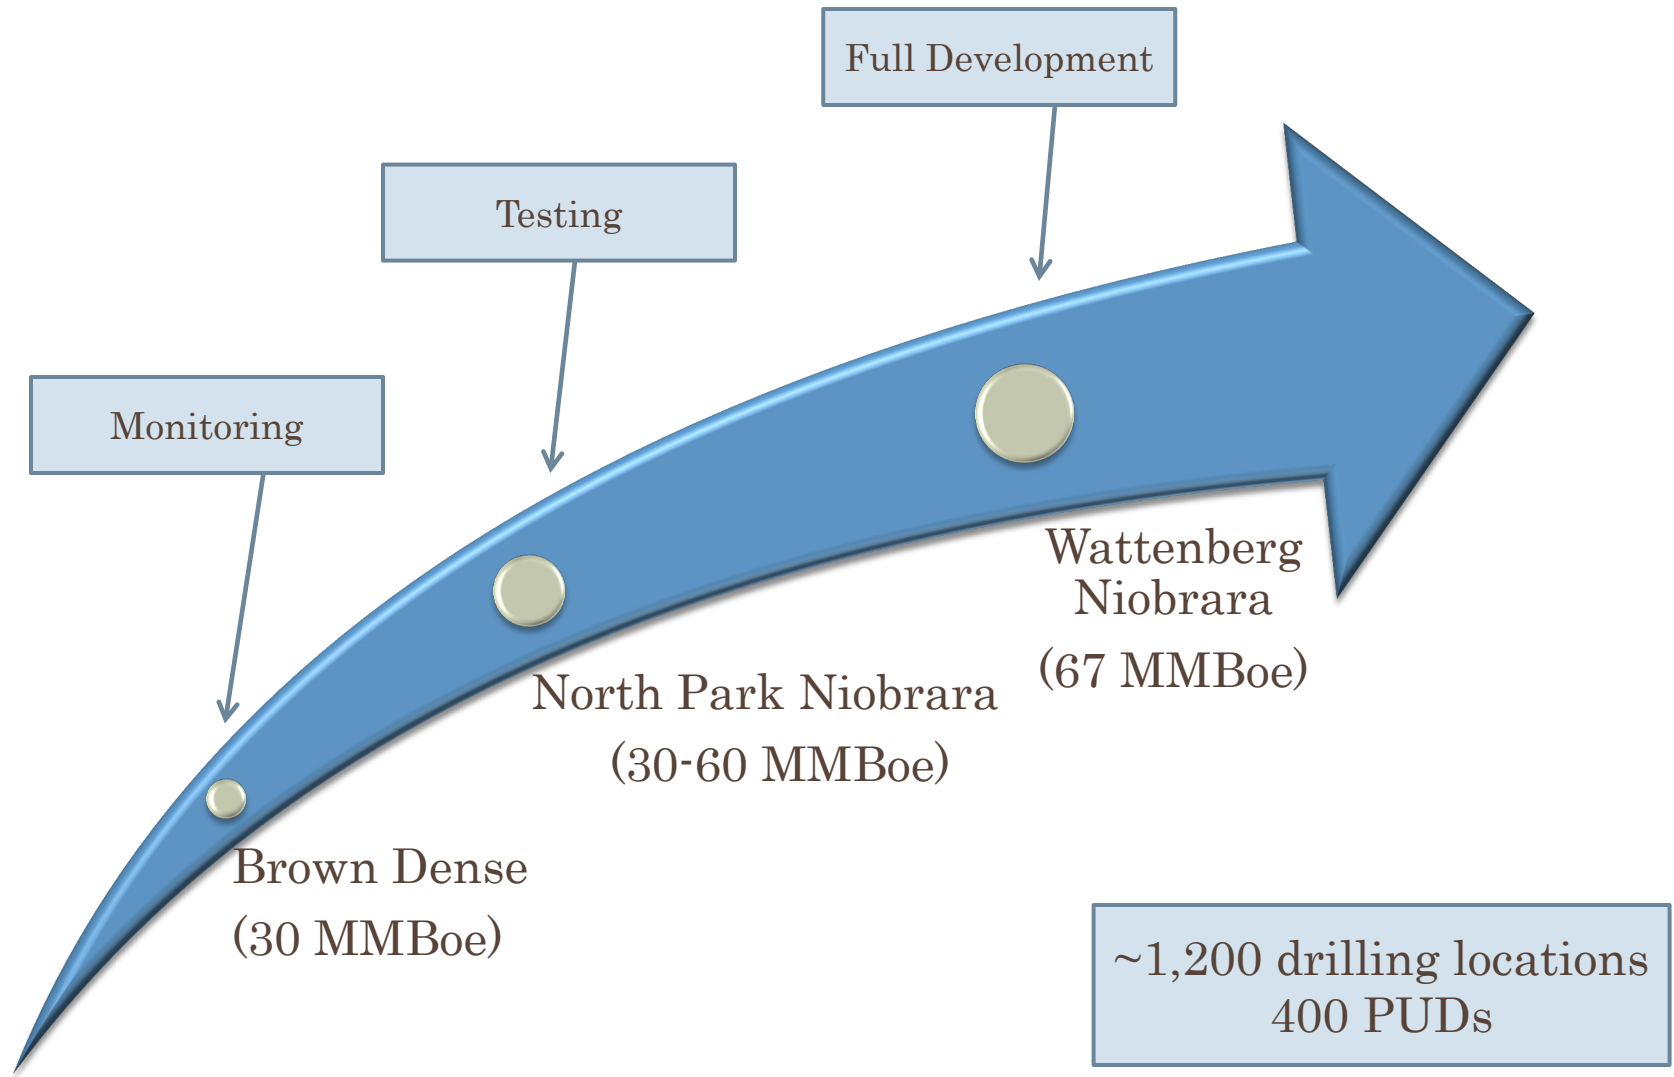 Full Development
Testing
Monitoring
Wattenberg
Niobrara
(67 MMBoe)
North Park Niobrara
(30-60 MMBoe)
Brown Dense
(30 MMBoe)
~1,200 drilling locations
400 PUDs